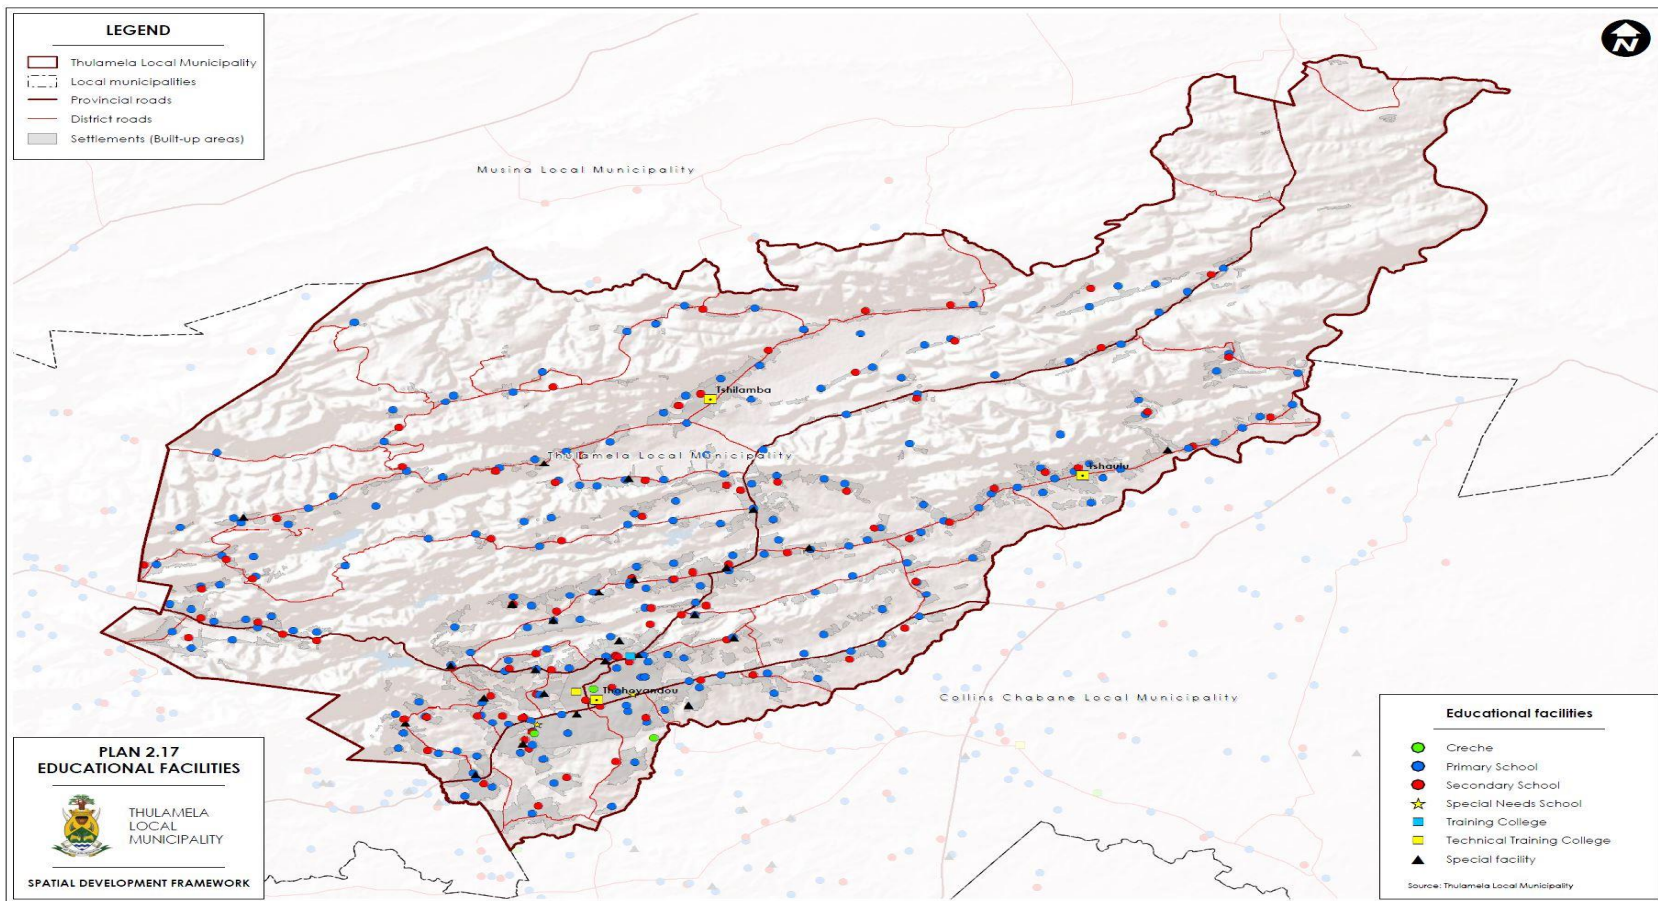 LEGEND
Thulamela Local Municipality
Local municipalities
Provincial roads
District roads
Settlements (Built-up areas)
N
Musina Local Municipality
Tshilamba
Thulamela Local Municipality
Tshaulu
Thohoyandou
Collins Chabane Local Municipality
PLAN 2.17
EDUCATIONAL FACILITIES
THULAMELA
LOCAL
MUNICIPALITY
SPATIAL DEVELOPMENT FRAMEWORK
Educational facilities
Creche
Primary School
Secondary School
Special Needs School
Training College
Technical Training College
Special facility
Source: Thulamela Local Municipality